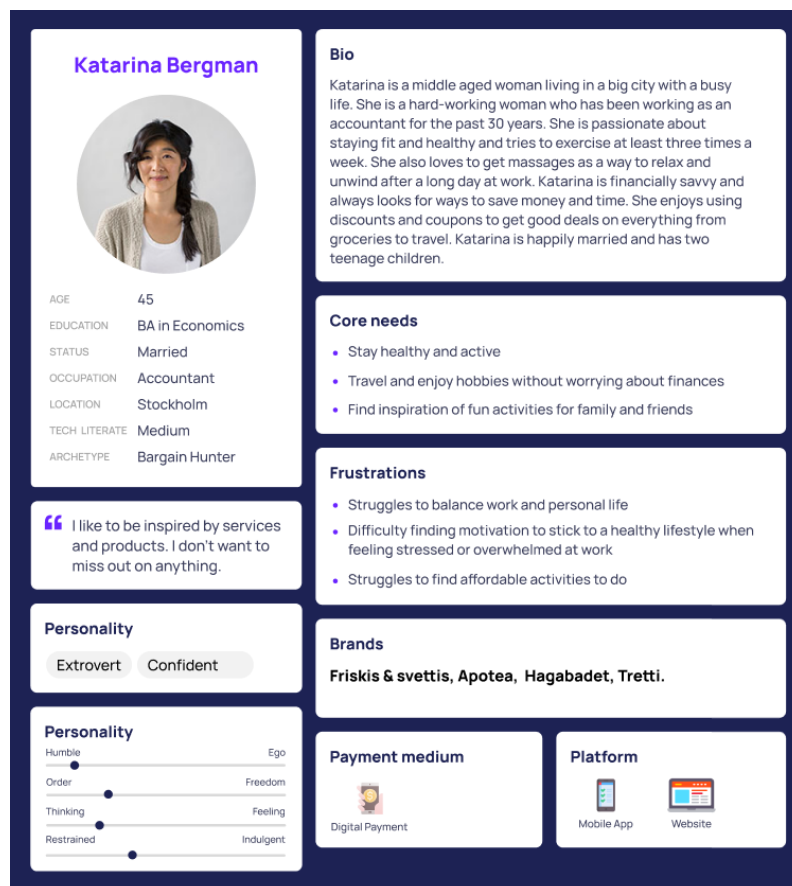 Katarina Bergman
AGE 45
EDUCATION BA in Economics
STATUS Married
OCCUPATION Accountant
LOCATION Stockholm
TECH LITERATE Medium
ARCHETYPE Bargain Hunter
I like to be inspired by services
and products. I don't want to
miss out on anything.
Personality
Extrovert Confident
Personality
Humble Ego
Order Freedom
Thinking Feeling
Restrained Indulgent
Bio
Katarina is a middle aged woman living in a big city with a busy
life. She is a hard-working woman who has been working as an
accountant for the past 30 years. She is passionate about
staying fit and healthy and tries to exercise at least three times a
week. She also loves to get massages as a way to relax and
unwind after a long day at work. Katarina is financially savvy and
always looks for ways to save money and time. She enjoys using
discounts and coupons to get good deals on everything from
groceries to travel. Katarina is happily married and has two
teenage children.
Core needs
Stay healthy and active
Travel and enjoy hobbies without worrying about finances
Find inspiration of fun activities for family and friends
Frustrations
Struggles to balance work and personal life
Difficulty finding motivation to stick to a healthy lifestyle when
feeling stressed or overwhelmed at work
Struggles to find affordable activities to do
Brands
Friskis & svettis, Apotea, Hagabadet, Tretti.
Payment medium
Digital Payment
Platform
Mobile App Website